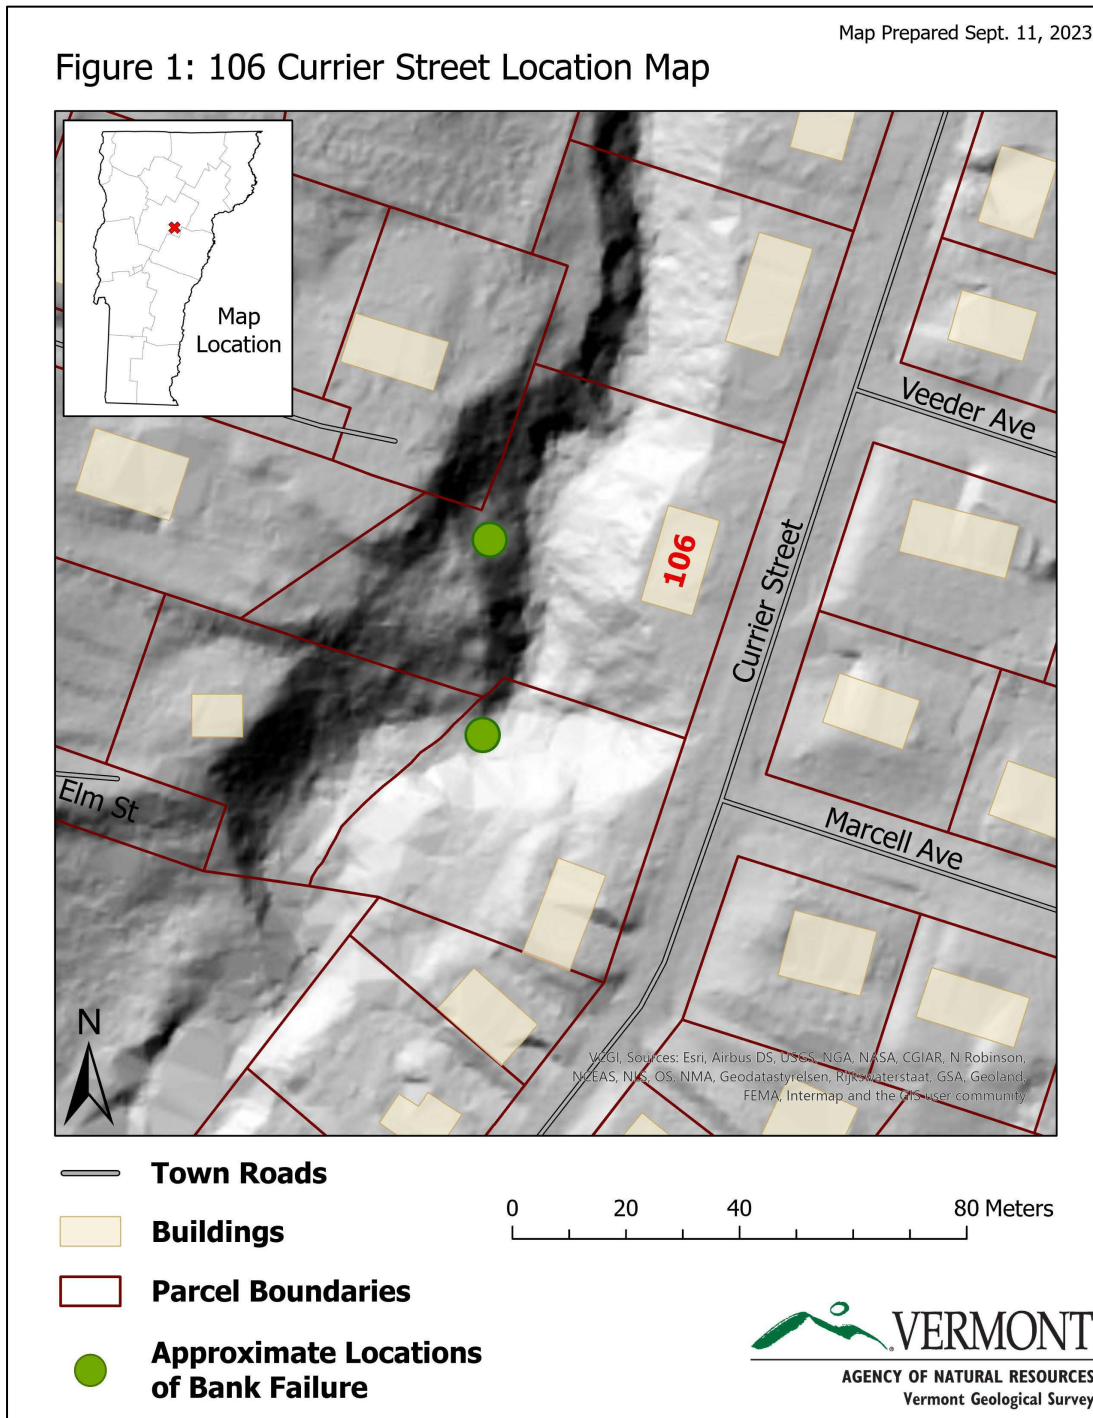 Map Prepared Sept. 11, 2023
Figure 1: 106 Currier Street Location Map
Map
Location
Veeder Ave
106
Currier Street
Elm St
Marcell Ave
N
VCGI, Sources: Esri, Airbus DS, USGS, NGA, NASA, CGIAR, N Robinson,
NCEAS, NLS, OS, NMA, Geodatastyrelsen, Rijkswaterstaat, GSA, Geoland,
FEMA, Intermap and the GIS user community
Town Roads
Buildings
Parcel Boundaries
Approximate Locations
of Bank Failure
0 20 40 80 Meters
VERMONT
AGENCY OF NATURAL RESOURCES
Vermont Geological Survey